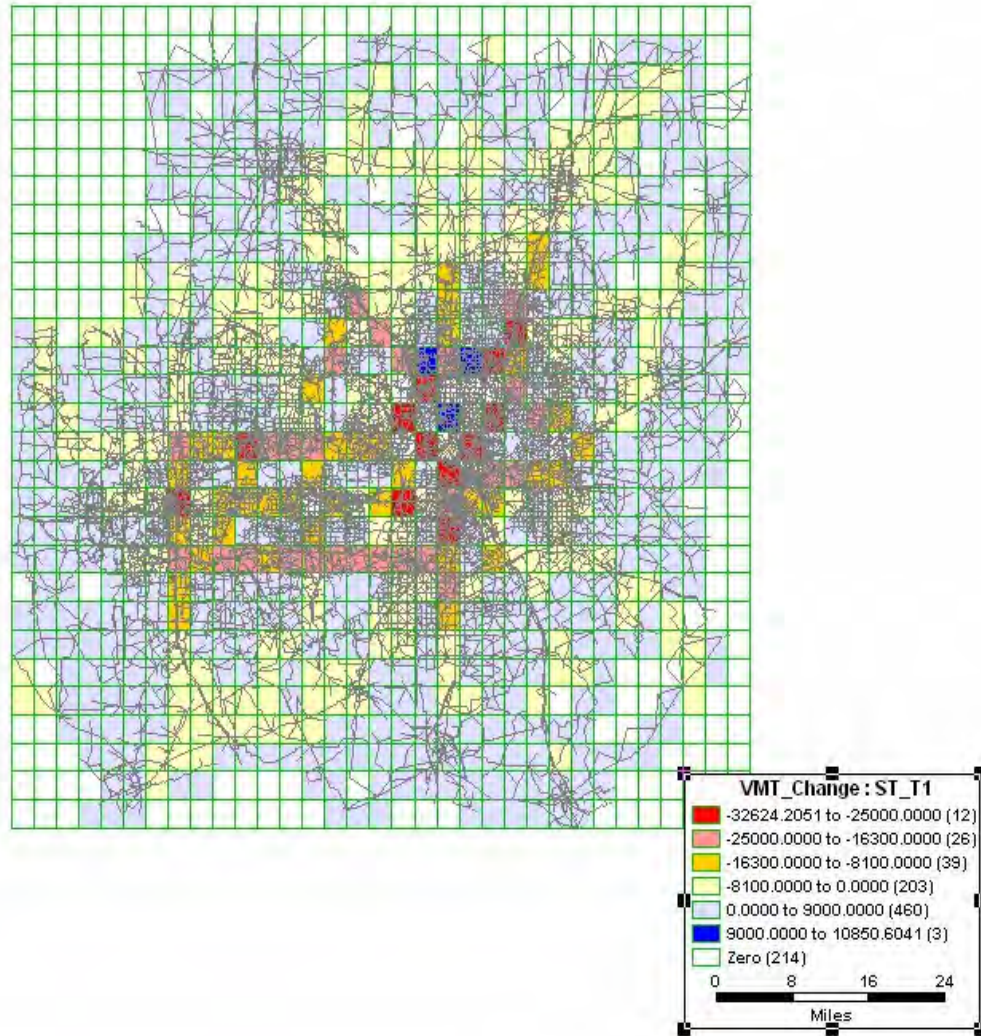 VMT_Change : ST_T1
-32624.2051 to -25000.0000 (12)
-25000.0000 to -16300.0000 (26)
-16300.0000 to -8100.0000 (39)
-8100.0000 to 0.0000 (203)
0.0000 to 9000.0000 (460)
9000.0000 to 10850.6041 (3)
Zero (214)
0 8 16 24
Miles